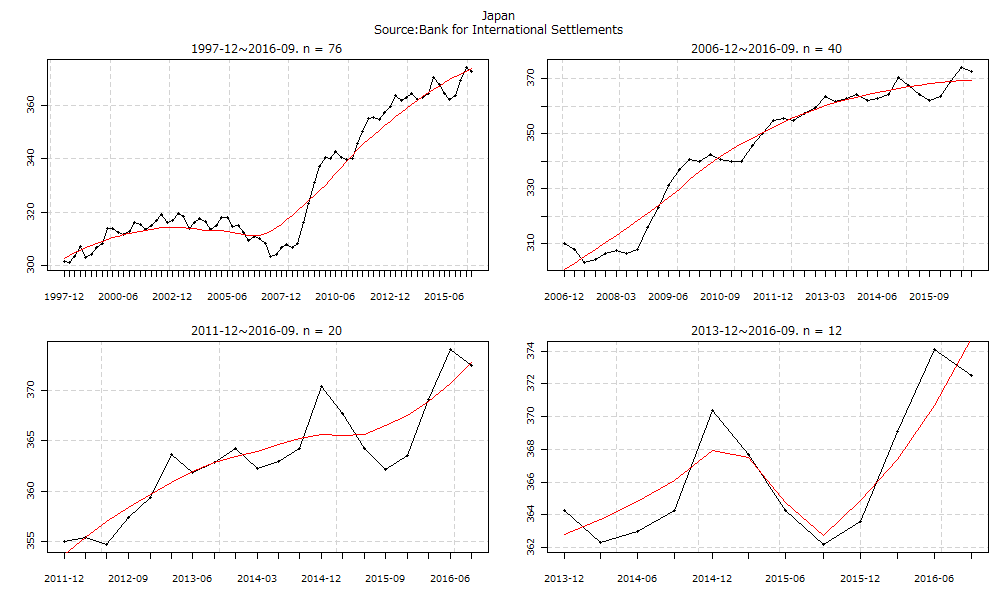 Japan
Source:Bank for International Settlements
1997-12~2016-09. n = 76
360
340
320
300
1997-12 2000-06 2002-12 2005-06 2007-12 2010-06 2012-12 2015-06
2006-12~2016-09. n = 40
370
350
330
310
2006-12 2008-03 2009-06 2010-09 2011-12 2013-03 2014-06 2015-09
2011-12~2016-09. n = 20
370
365
360
355
2011-12 2012-09 2013-06 2014-03 2014-12 2015-09 2016-06
2013-12~2016-09. n = 12
374
372
370
368
366
364
362
2013-12 2014-06 2014-12 2015-06 2015-12 2016-06